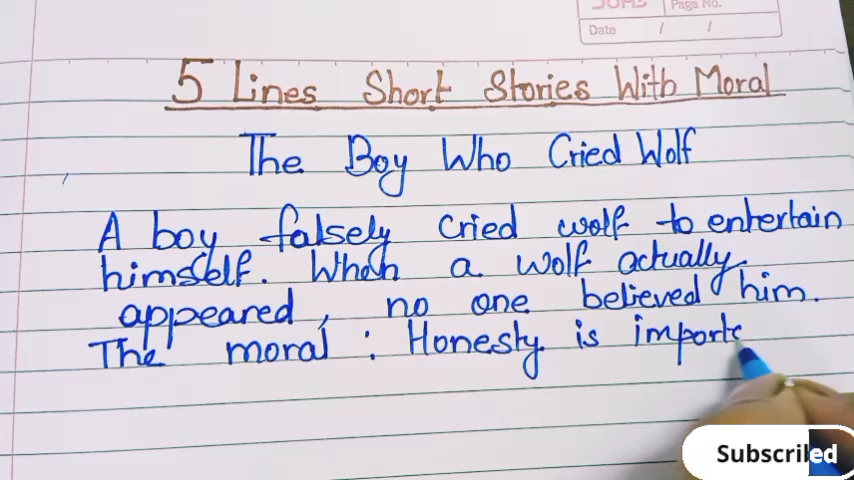 Page No.
Date / /
5 Lines Short Stories With Moral
The Boy Who Cried Wolf
A boy falsely cried wolf to entertain
himself. When a wolf actually
appeared, no one believed him.
The moral : Honesty is importa